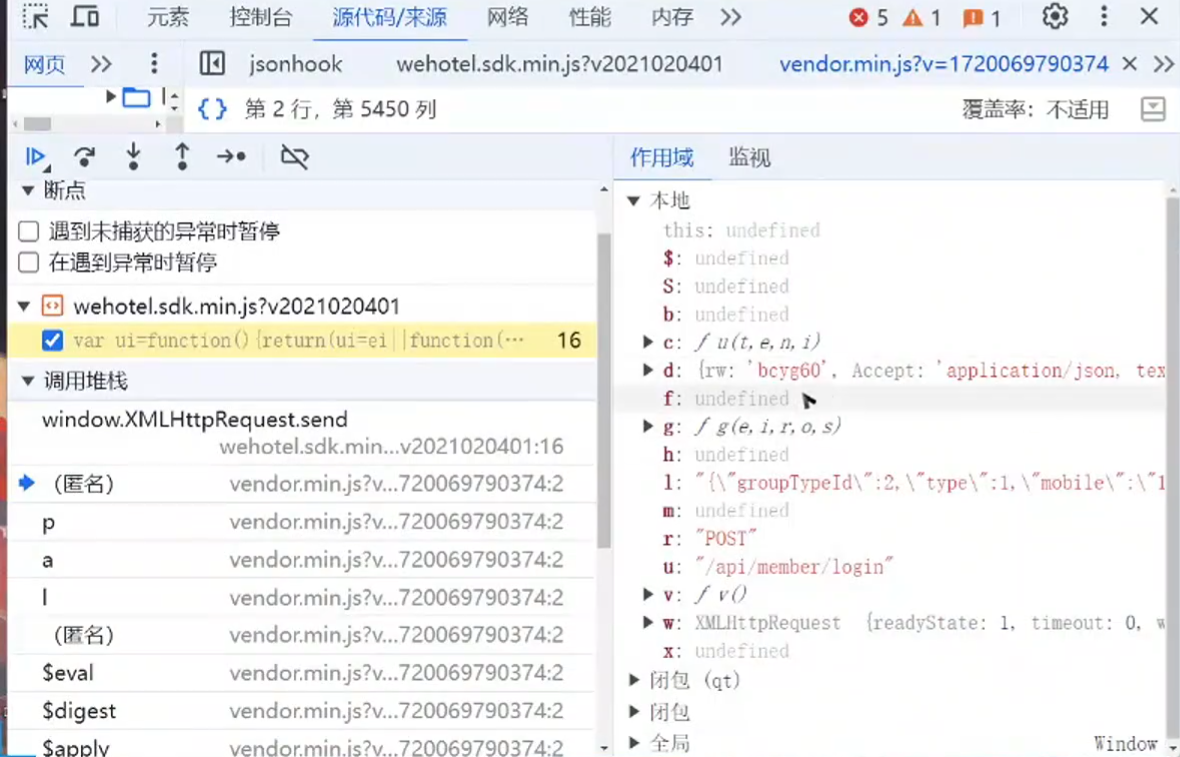 元素 控制台 源代码/来源 网络 性能 内存 5 1 1
网页 jsonhook wehotel.sdk.min.js?v2021020401 vendor.min.js?v=1720069790374
{} 第 2 行，第 5450 列 覆盖率：不适用
断点
遇到未捕获的异常时暂停
在遇到异常时暂停
wehotel.sdk.min.js?v2021020401
var ui=function(){return(ui=ei||function(… 16
调用堆栈
window.XMLHttpRequest.send
wehotel.sdk.min...v2021020401:16
(匿名) vendor.min.js?v...720069790374:2
p vendor.min.js?v...720069790374:2
a vendor.min.js?v...720069790374:2
l vendor.min.js?v...720069790374:2
(匿名) vendor.min.js?v...720069790374:2
$eval vendor.min.js?v...720069790374:2
$digest vendor.min.js?v...720069790374:2
$apply vendor.min.js?v...720069790374:2
作用域 监视
本地
this: undefined
$: undefined
S: undefined
b: undefined
c: ƒ u(t,e,n,i)
d: {rw: 'bcyg60', Accept: 'application/json, tex
f: undefined
g: ƒ g(e,i,r,o,s)
h: undefined
l: "{\"groupTypeId\":2,\"type\":1,\"mobile\":\"1
m: undefined
r: "POST"
u: "/api/member/login"
v: ƒ v()
w: XMLHttpRequest {readyState: 1, timeout: 0, w
x: undefined
闭包 (qt)
闭包
全局 Window